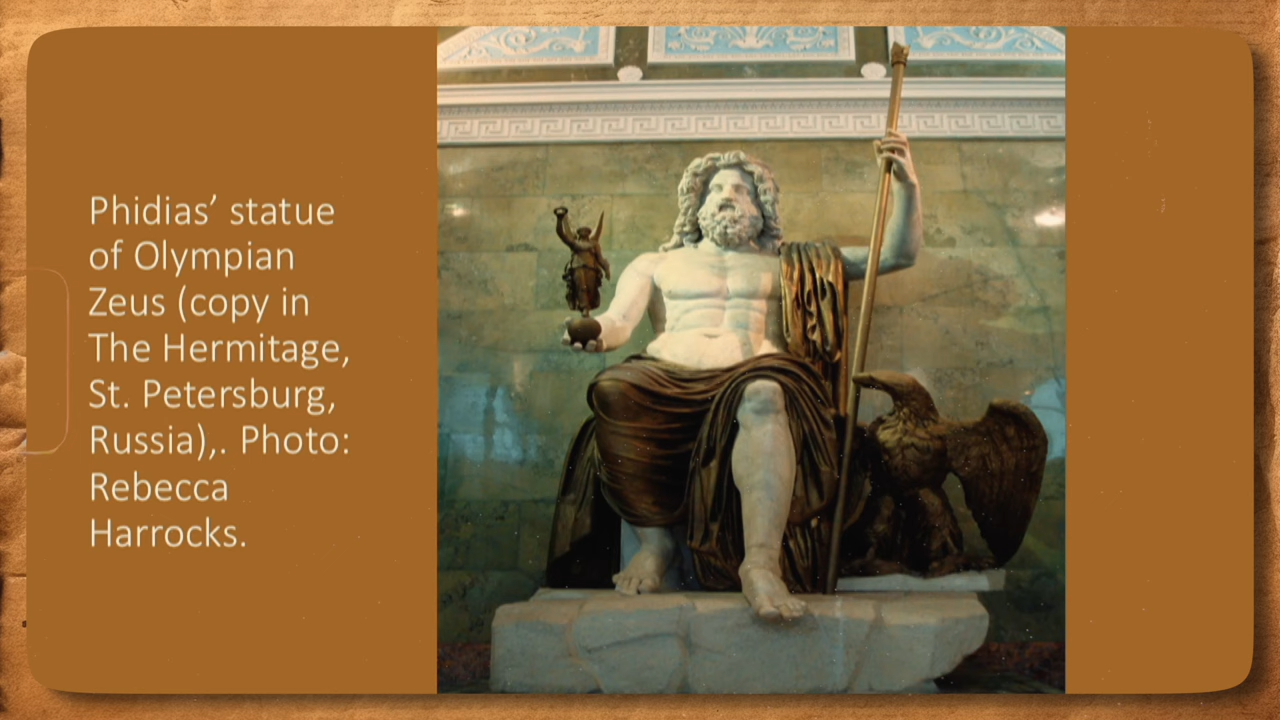 Phidias’ statue
of Olympian
Zeus (copy in
The Hermitage,
St. Petersburg,
Russia),. Photo:
Rebecca
Harrocks.